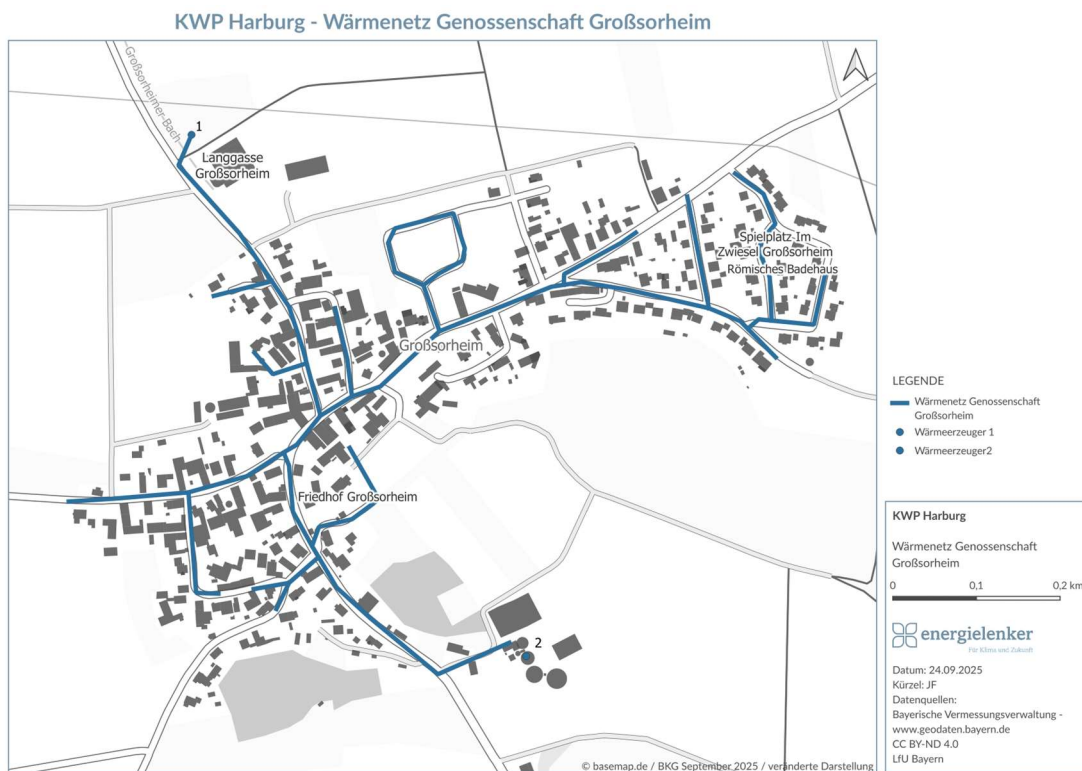 KWP Harburg - Wärmenetz Genossenschaft Großsorheim
Großsorheimer-Bach
1
Langgasse
Großsorheim
Spielplatz Im
Zwiesel Großsorheim
Römisches Badehaus
Großsorheim
Friedhof Großsorheim
2
© basemap.de / BKG September 2025 / veränderte Darstellung
LEGENDE
Wärmenetz Genossenschaft
Großsorheim
Wärmeerzeuger 1
Wärmeerzeuger2
KWP Harburg
Wärmenetz Genossenschaft
Großsorheim
0 0,1 0,2 km
energielenker
Für Klima und Zukunft
Datum: 24.09.2025
Kürzel: JF
Datenquellen:
Bayerische Vermessungsverwaltung -
www.geodaten.bayern.de
CC BY-ND 4.0
LfU Bayern